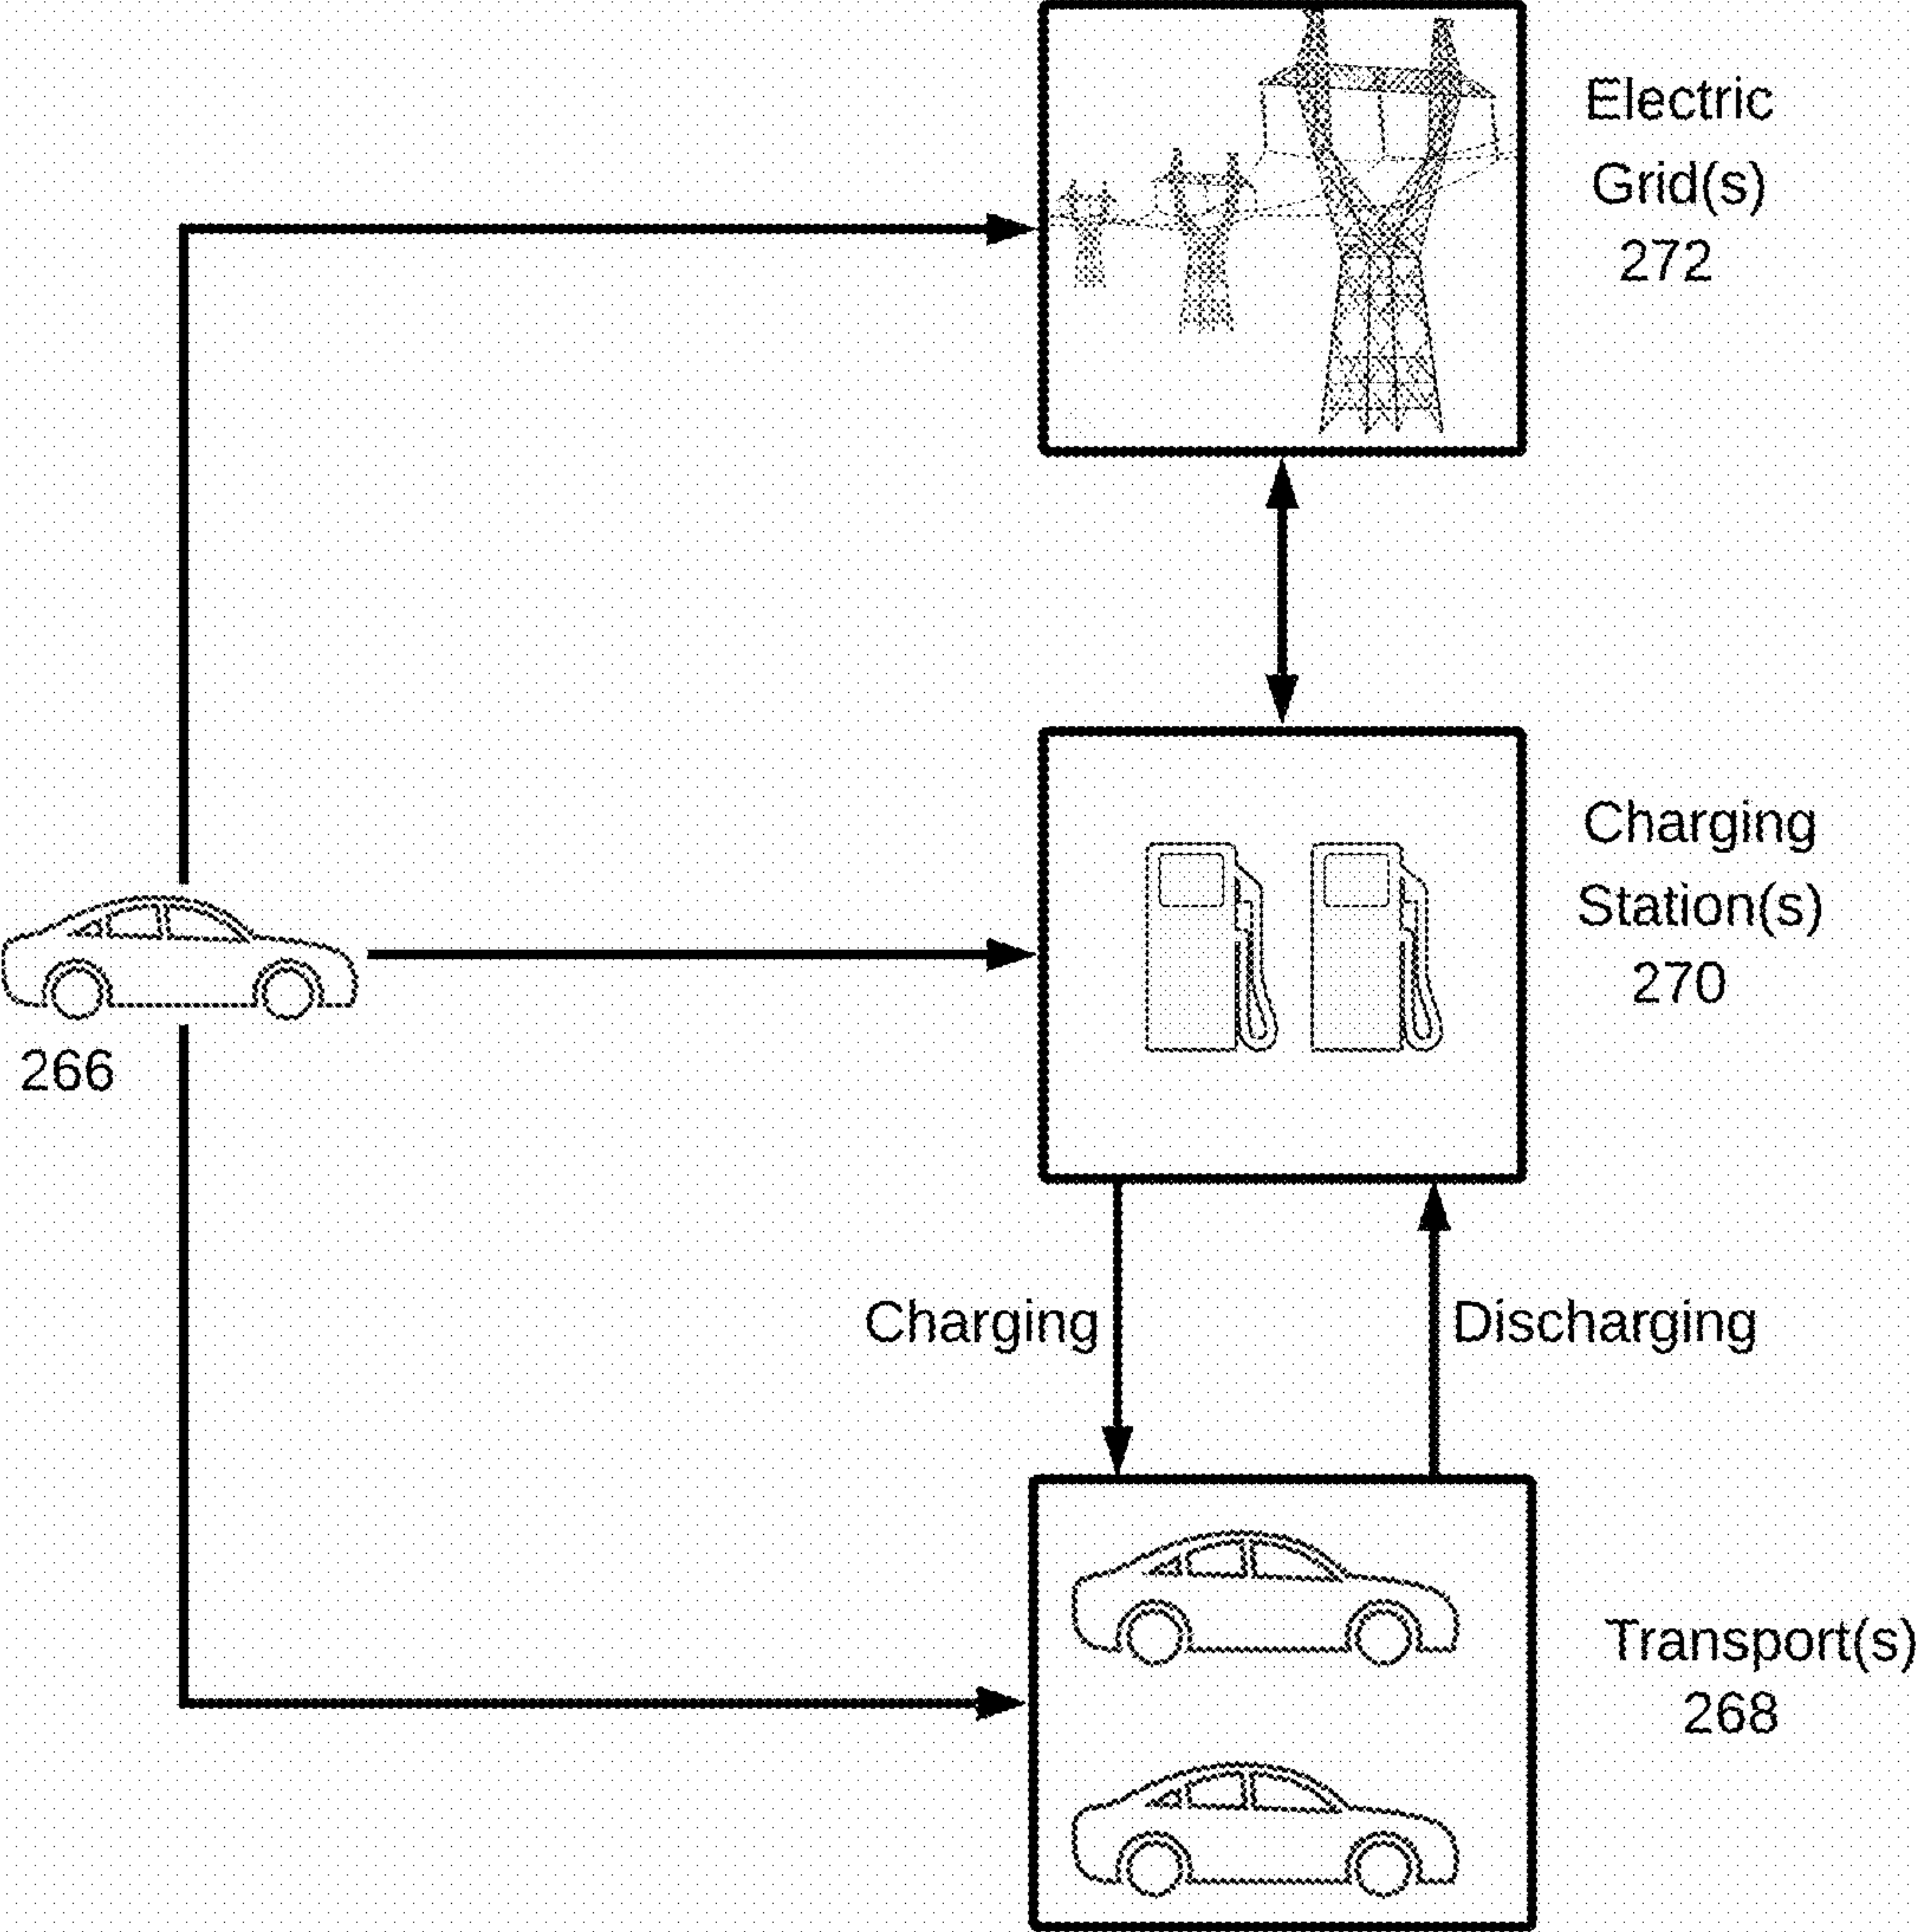 Electric
Grid(s)
272
Charging
Station(s)
270
266
Charging
Discharging
Transport(s)
268